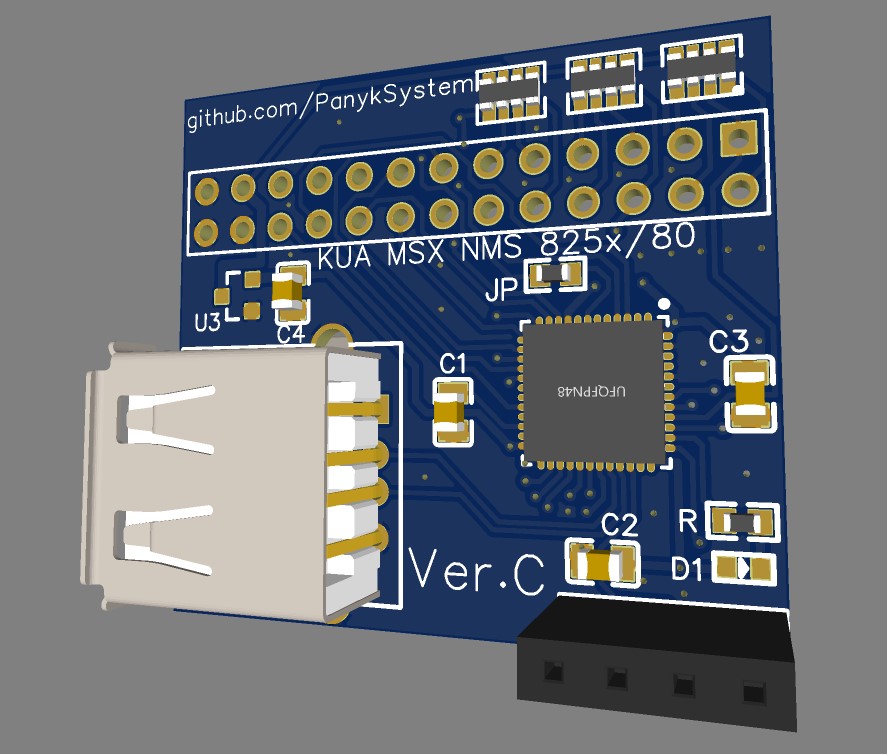 github.com/PanykSystem
KUA MSX NMS 825x/80
JP
U3
C4
C3
C1
UFQFPN48
C2
R
Ver.C
D1